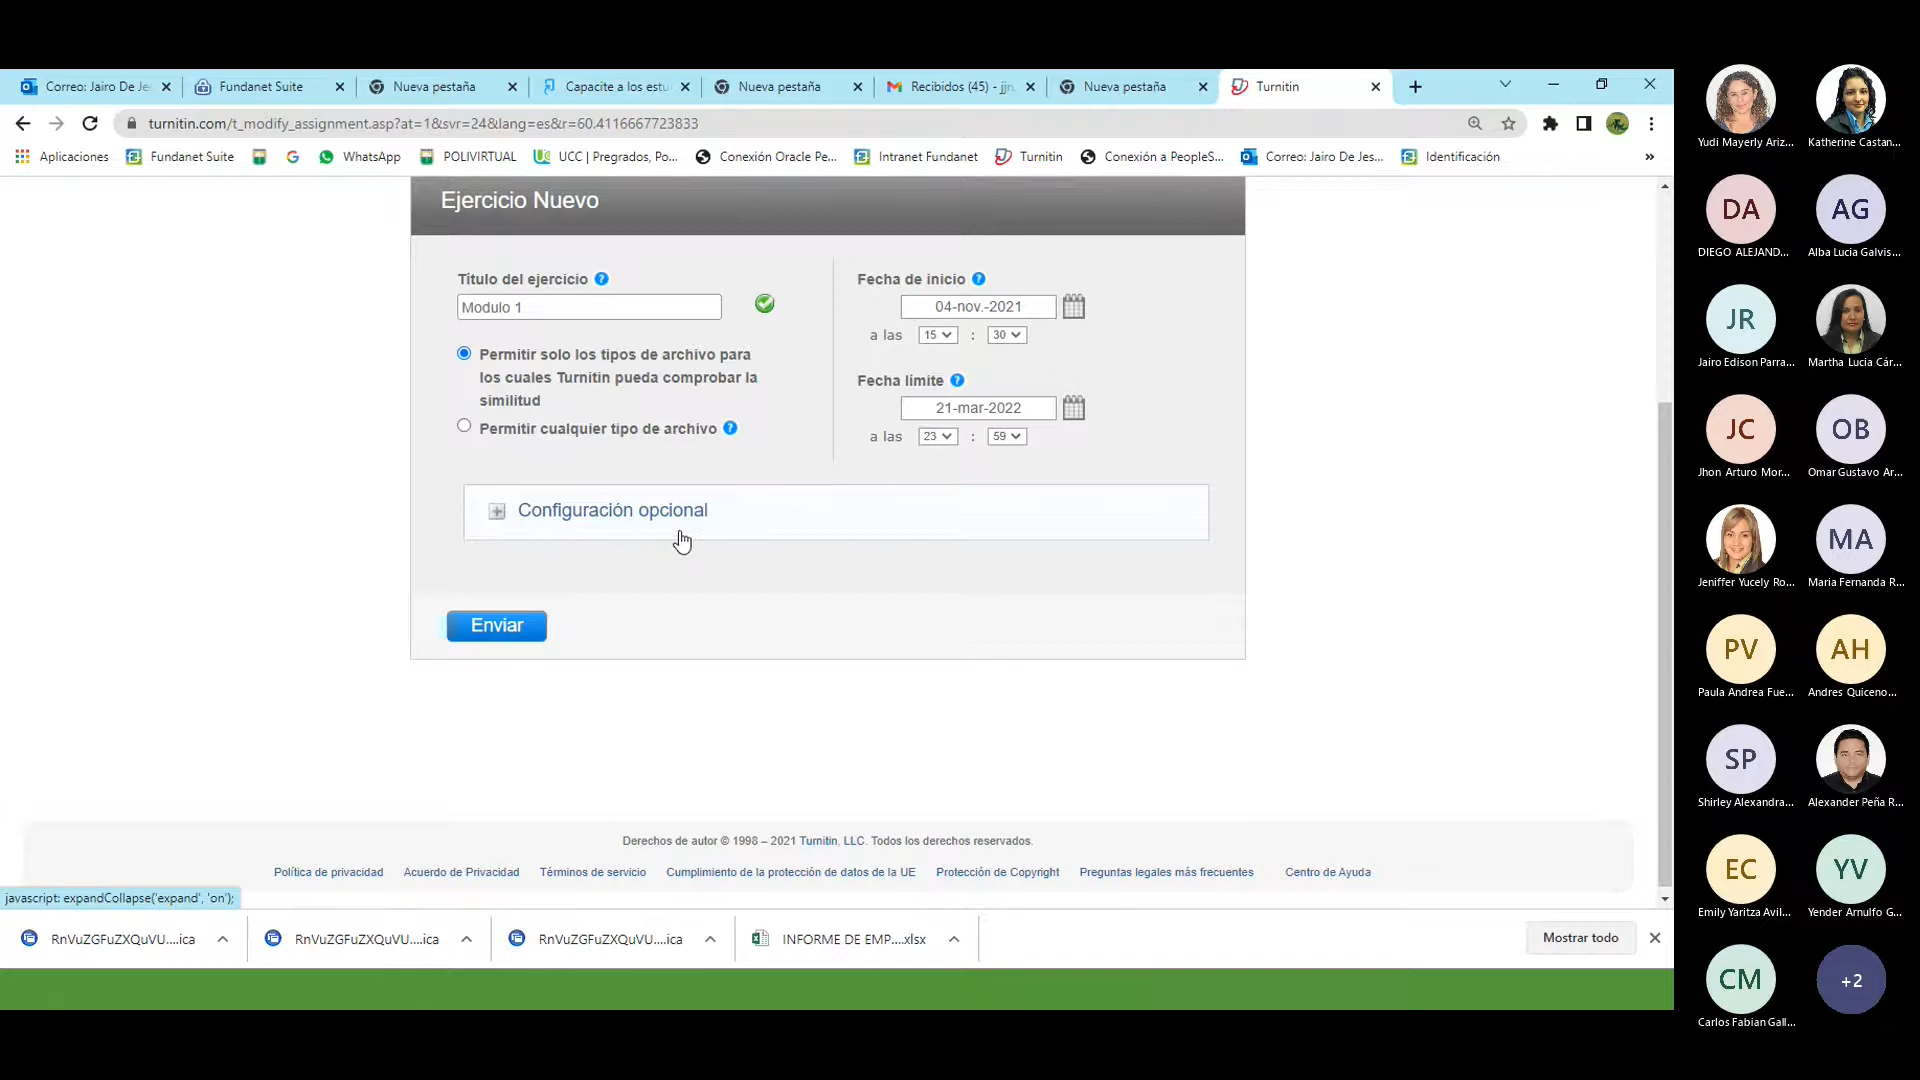 Correo: Jairo De Je
Fundanet Suite
Nueva pestaña
Capacite a los estu
Nueva pestaña
Recibidos (45) - jjn
Nueva pestaña
Turnitin
turnitin.com/t_modify_assignment.asp?at=1&svr=24&lang=es&r=60.4116667723833
Aplicaciones
Fundanet Suite
WhatsApp
POLIVIRTUAL
UCC | Pregrados, Po...
Conexión Oracle Pe...
Intranet Fundanet
Turnitin
Conexión a PeopleS...
Correo: Jairo De Jes...
Identificación
»
Ejercicio Nuevo
Título del ejercicio
Modulo 1
Permitir solo los tipos de archivo para
los cuales Turnitin pueda comprobar la
similitud
Permitir cualquier tipo de archivo
Fecha de inicio
04-nov.-2021
a las 15 : 30
Fecha límite
21-mar-2022
a las 23 : 59
Configuración opcional
Enviar
Derechos de autor © 1998 – 2021 Turnitin, LLC. Todos los derechos reservados.
Política de privacidad
Acuerdo de Privacidad
Términos de servicio
Cumplimiento de la protección de datos de la UE
Protección de Copyright
Preguntas legales más frecuentes
Centro de Ayuda
javascript: expandCollapse('expand', 'on');
RnVuZGFuZXQuVU....ica
RnVuZGFuZXQuVU....ica
RnVuZGFuZXQuVU....ica
INFORME DE EMP....xlsx
Mostrar todo
Yudi Mayerly Ariz...
Katherine Castan...
DA
DIEGO ALEJAND...
AG
Alba Lucia Galvis...
JR
Jairo Edison Parra...
Martha Lucia Cár...
JC
Jhon Arturo Mor...
OB
Omar Gustavo Ar...
Jeniffer Yucely Ro...
MA
Maria Fernanda R...
PV
Paula Andrea Fue...
AH
Andres Quiceno...
SP
Shirley Alexandra...
Alexander Peña R...
EC
Emily Yaritza Avil...
YV
Yender Arnulfo G...
CM
Carlos Fabian Gall...
+2